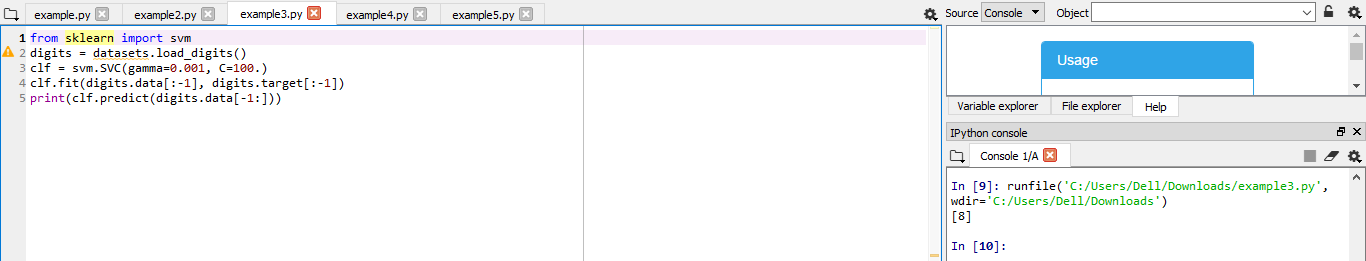 example.py example2.py example3.py example4.py example5.py
Source Console Object
1 from sklearn import svm
2 digits = datasets.load_digits()
3 clf = svm.SVC(gamma=0.001, C=100.)
4 clf.fit(digits.data[:-1], digits.target[:-1])
5 print(clf.predict(digits.data[-1:]))
Usage
Variable explorer File explorer Help
IPython console
Console 1/A
In [9]: runfile('C:/Users/Dell/Downloads/example3.py',
wdir='C:/Users/Dell/Downloads')
[8]
In [10]: